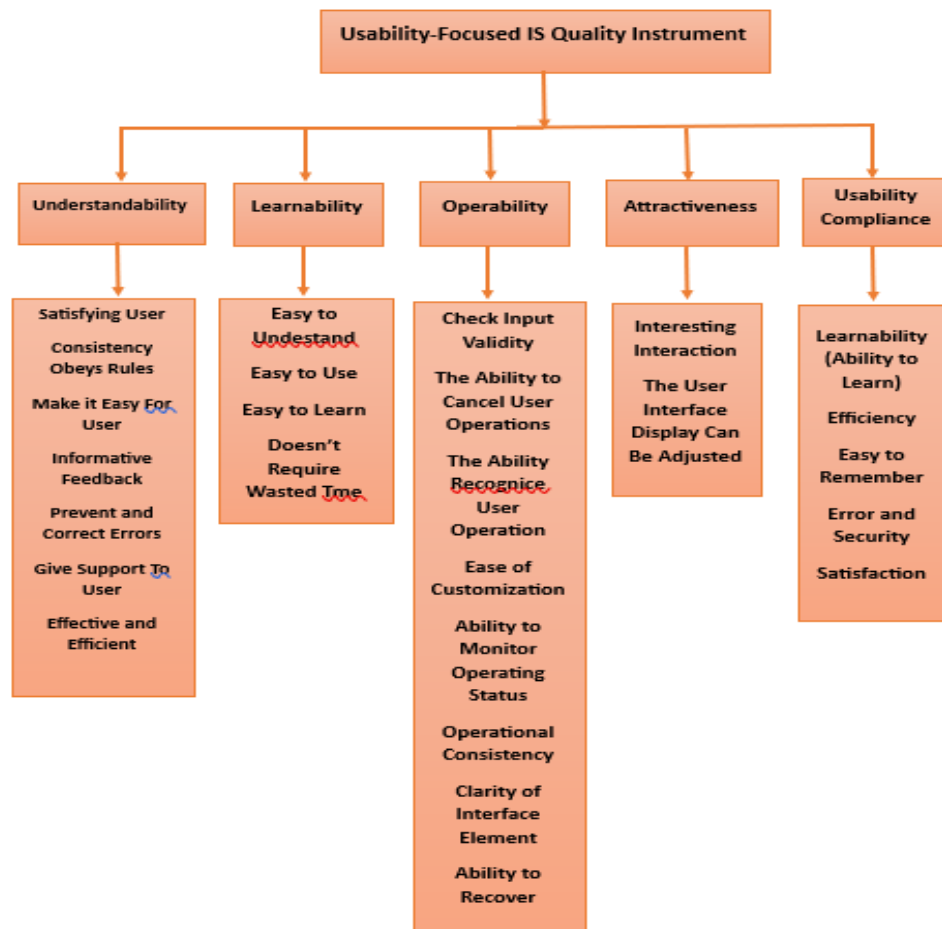 Usability-Focused IS Quality Instrument
Understandability
Learnability
Operability
Attractiveness
Usability
Compliance
Satisfying User
Consistency
Obeys Rules
Make it Easy For
User
Informative
Feedback
Prevent and
Correct Errors
Give Support To
User
Effective and
Efficient
Easy to
Undestand
Easy to Use
Easy to Learn
Doesn't
Require
Wasted Tme
Check Input
Validity
The Ability to
Cancel User
Operations
The Ability
Recognice
User
Operation
Ease of
Customization
Ability to
Monitor
Operating
Status
Operational
Consistency
Clarity of
Interface
Element
Ability to
Recover
Interesting
Interaction
The User
Interface
Display Can
Be Adjusted
Learnability
(Ability to
Learn)
Efficiency
Easy to
Remember
Error and
Security
Satisfaction